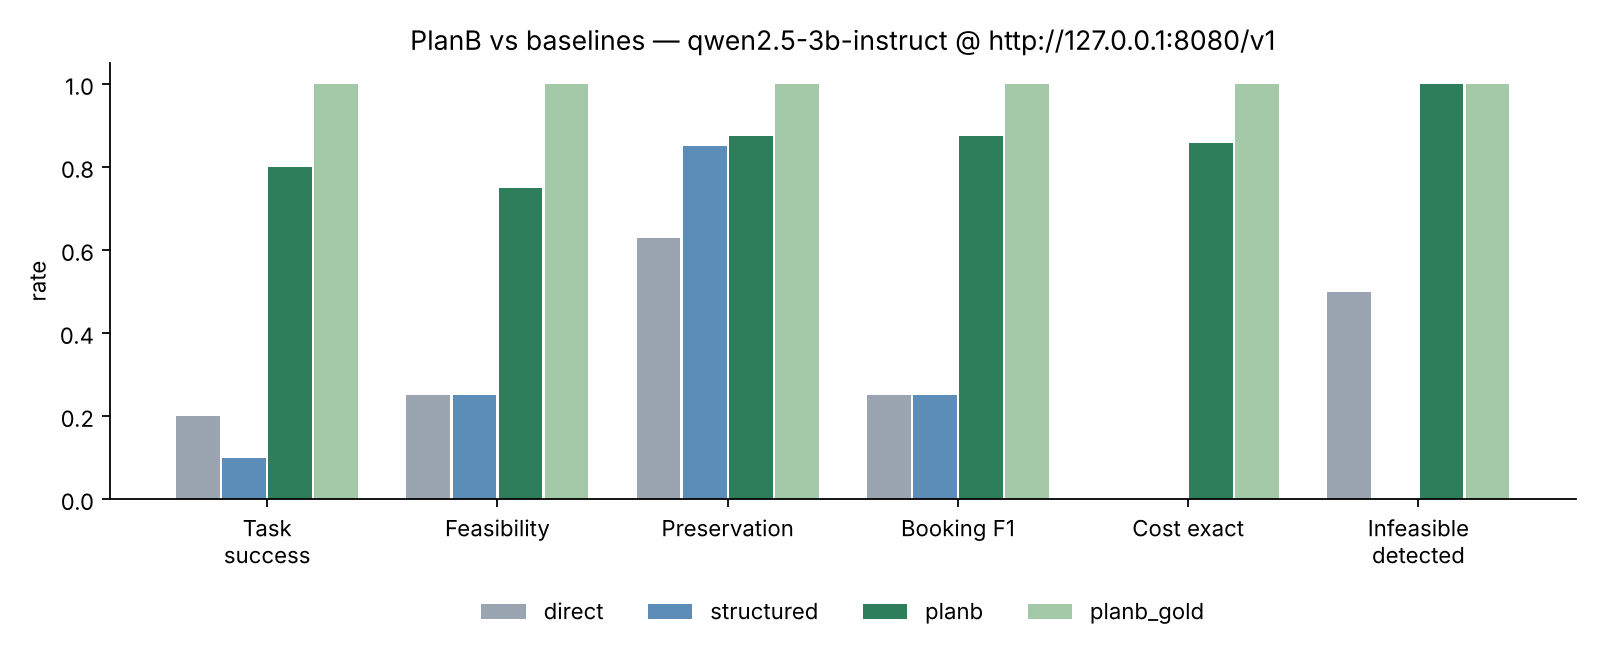 PlanB vs baselines — qwen2.5-3b-instruct @ http://127.0.0.1:8080/v1
rate
1.0
0.8
0.6
0.4
0.2
0.0
Task
success
Feasibility
Preservation
Booking F1
Cost exact
Infeasible
detected
direct
structured
planb
planb_gold